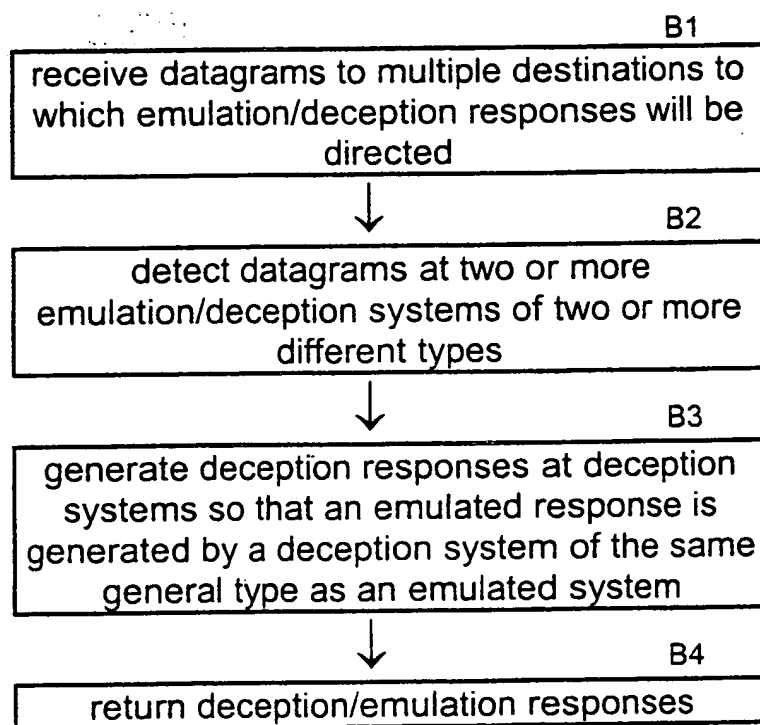 B1
receive datagrams to multiple destinations to
which emulation/deception responses will be
directed
B2
detect datagrams at two or more
emulation/deception systems of two or more
different types
B3
generate deception responses at deception
systems so that an emulated response is
generated by a deception system of the same
general type as an emulated system
B4
return deception/emulation responses